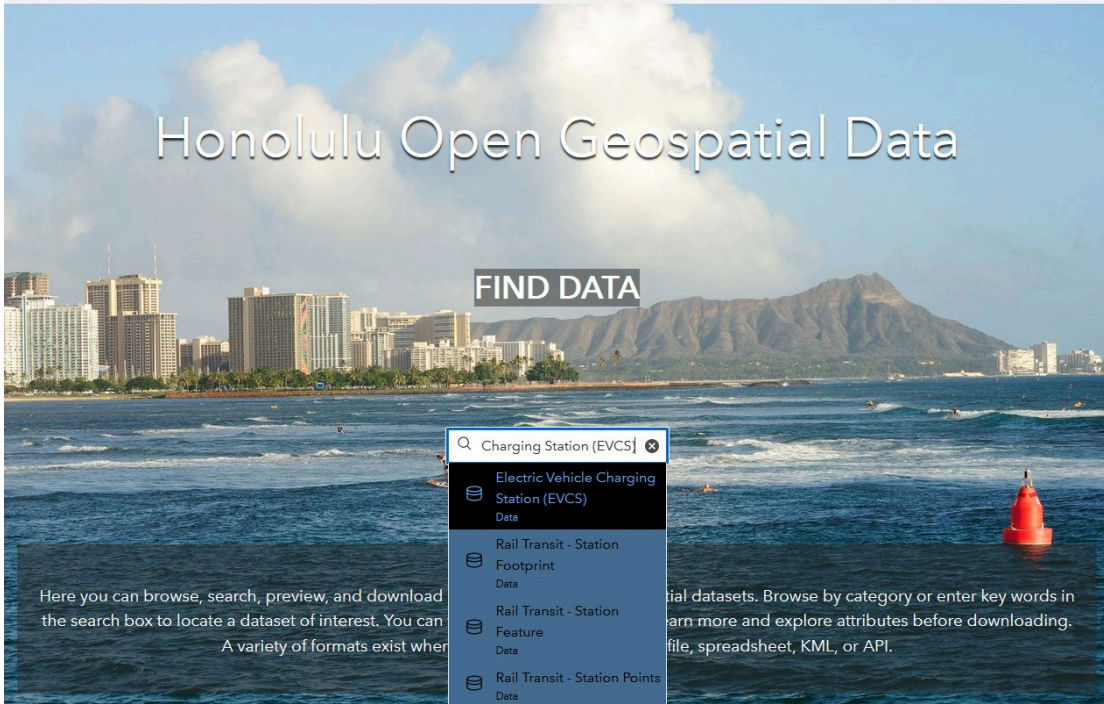 Honolulu Open Geospatial Data
FIND DATA
Charging Station (EVCS)
Electric Vehicle Charging
Station (EVCS)
Data
Rail Transit - Station
Footprint
Data
Rail Transit - Station
Feature
Data
Rail Transit - Station Points
Data
Here you can browse, search, preview, and download tial datasets. Browse by category or enter key words in
the search box to locate a dataset of interest. You can earn more and explore attributes before downloading.
A variety of formats exist wher file, spreadsheet, KML, or API.